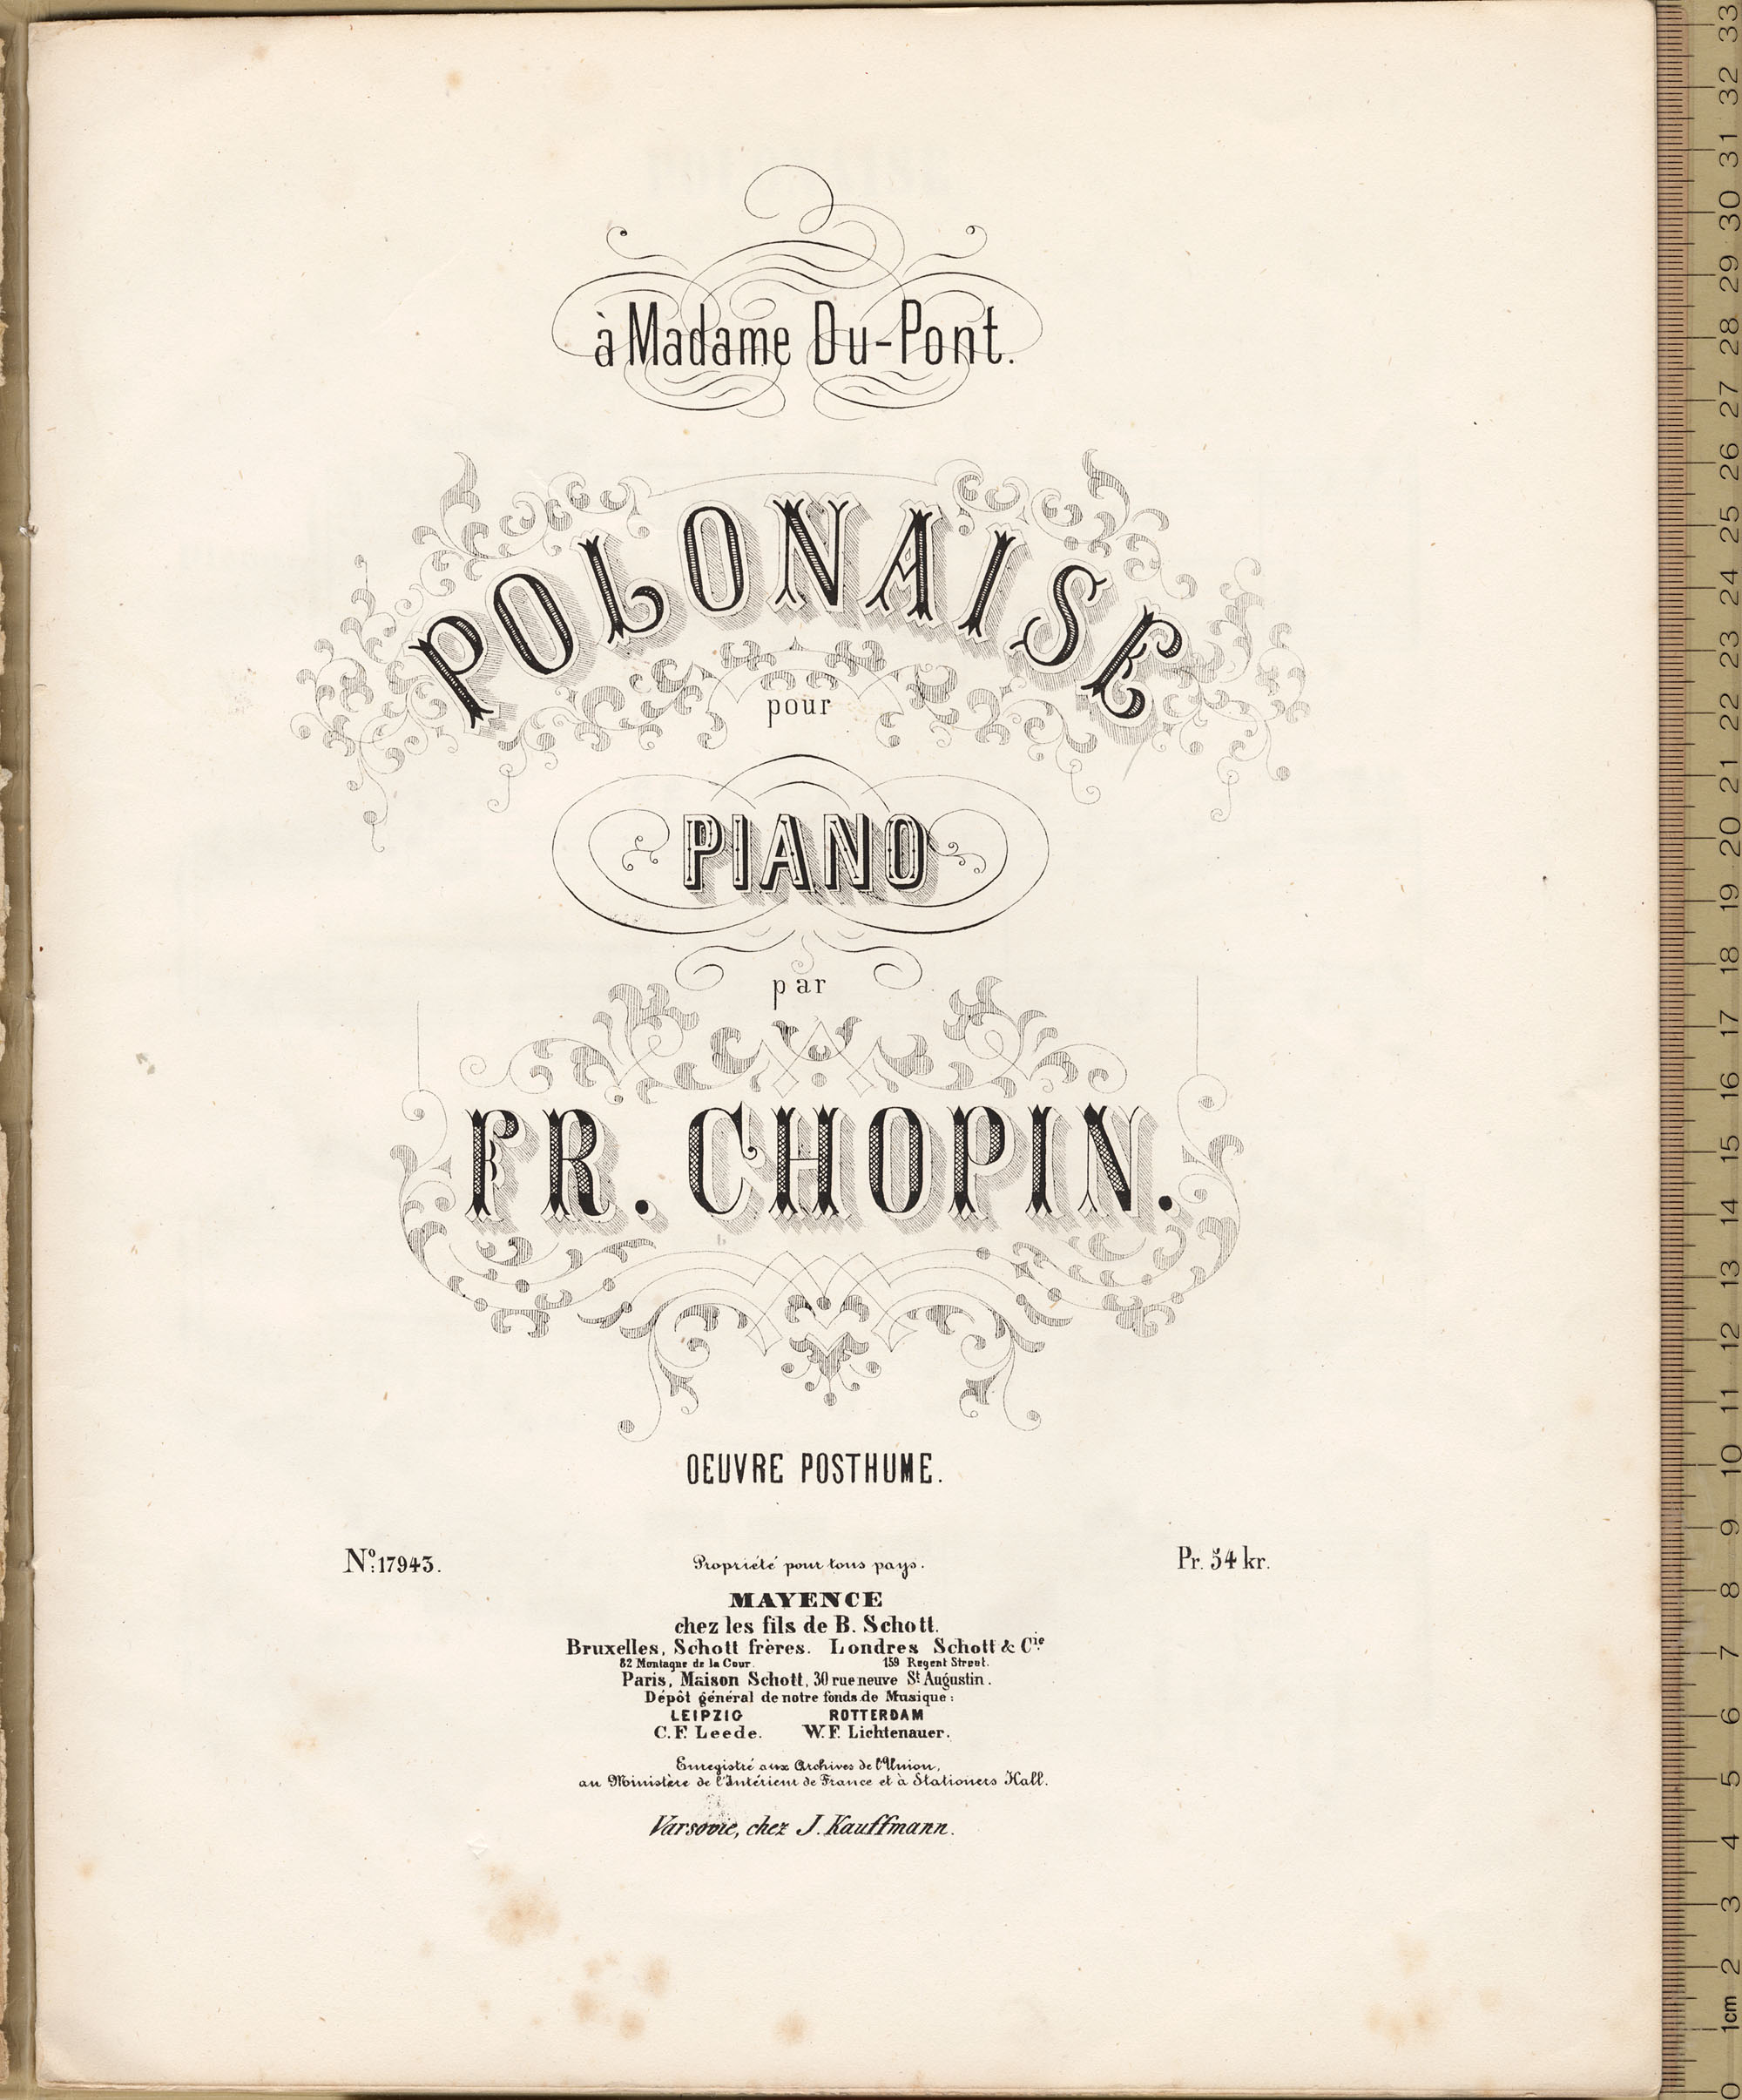 à Madame Du-Pont.
POLONAISE
pour
PIANO
par
FR. CHOPIN.
OEUVRE POSTHUME.
Nº: 17943. Propriété pour tous pays. Pr. 54 kr.
MAYENCE
chez les fils de B. Schott.
Bruxelles, Schott frères. Londres Schott & Cie.
82 Montagne de la Cour. 159 Regent Street.
Paris, Maison Schott, 30 rue neuve St Augustin.
Dépôt général de notre fonds de Musique:
LEIPZIG ROTTERDAM
C. F. Leede. W. F. Lichtenauer.
Enregistré aux Archives de l'Union,
au Ministère de l'Intérieur de France et à Stationers Hall.
Varsovie, chez J. Kauffmann.
33
32
31
30
29
28
27
26
25
24
23
22
21
20
19
18
17
16
15
14
13
12
11
10
9
8
7
6
5
4
3
2
1cm
0